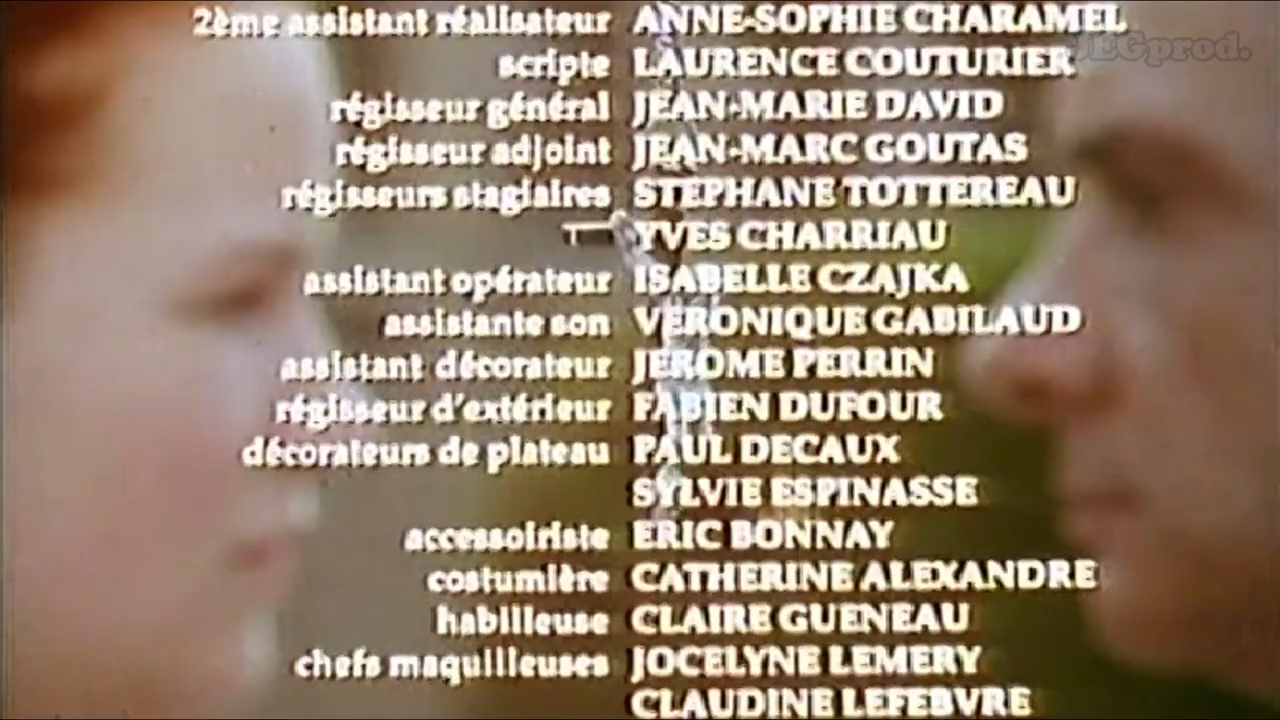 2ème assistant réalisateur ANNE-SOPHIE CHARAMEL
JEGprod.
scripte LAURENCE COUTURIER
régisseur général JEAN-MARIE DAVID
régisseur adjoint JEAN-MARC GOUTAS
régisseurs stagiaires STEPHANE TOTTEREAU
YVES CHARRIAU
assistant opérateur ISABELLE CZAJKA
assistante son VERONIQUE GABILAUD
assistant décorateur JEROME PERRIN
régisseur d'extérieur FABIEN DUFOUR
décorateurs de plateau PAUL DECAUX
SYLVIE ESPINASSE
accessoiriste ERIC BONNAY
costumière CATHERINE ALEXANDRE
habilleuse CLAIRE GUENEAU
chefs maquilleuses JOCELYNE LEMERY
CLAUDINE LEFEBVRE